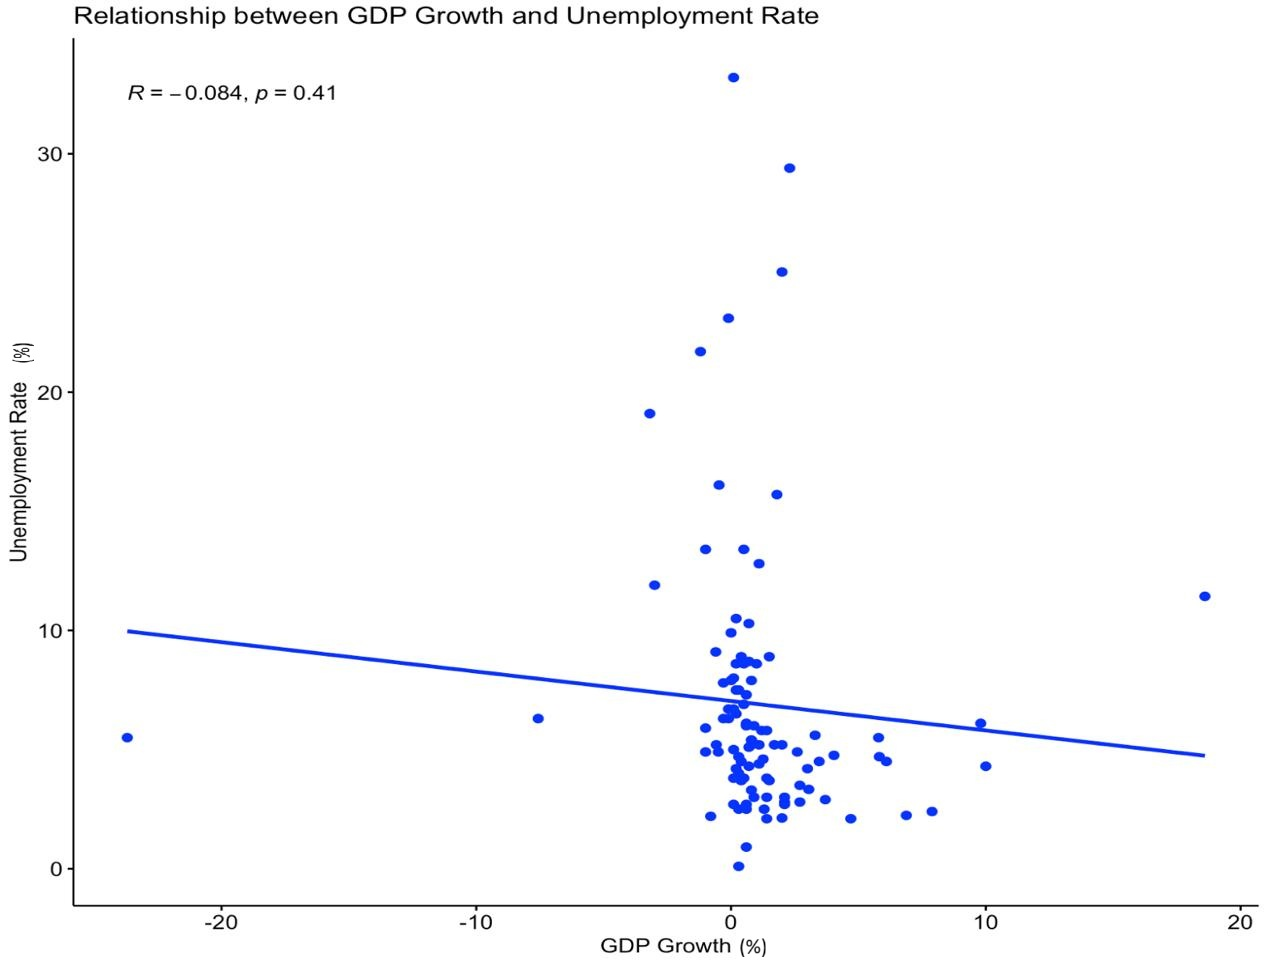 Relationship between GDP Growth and Unemployment Rate
R = −0.084, p = 0.41
30
20
10
0
Unemployment Rate (%)
-20
-10
0
10
20
GDP Growth (%)